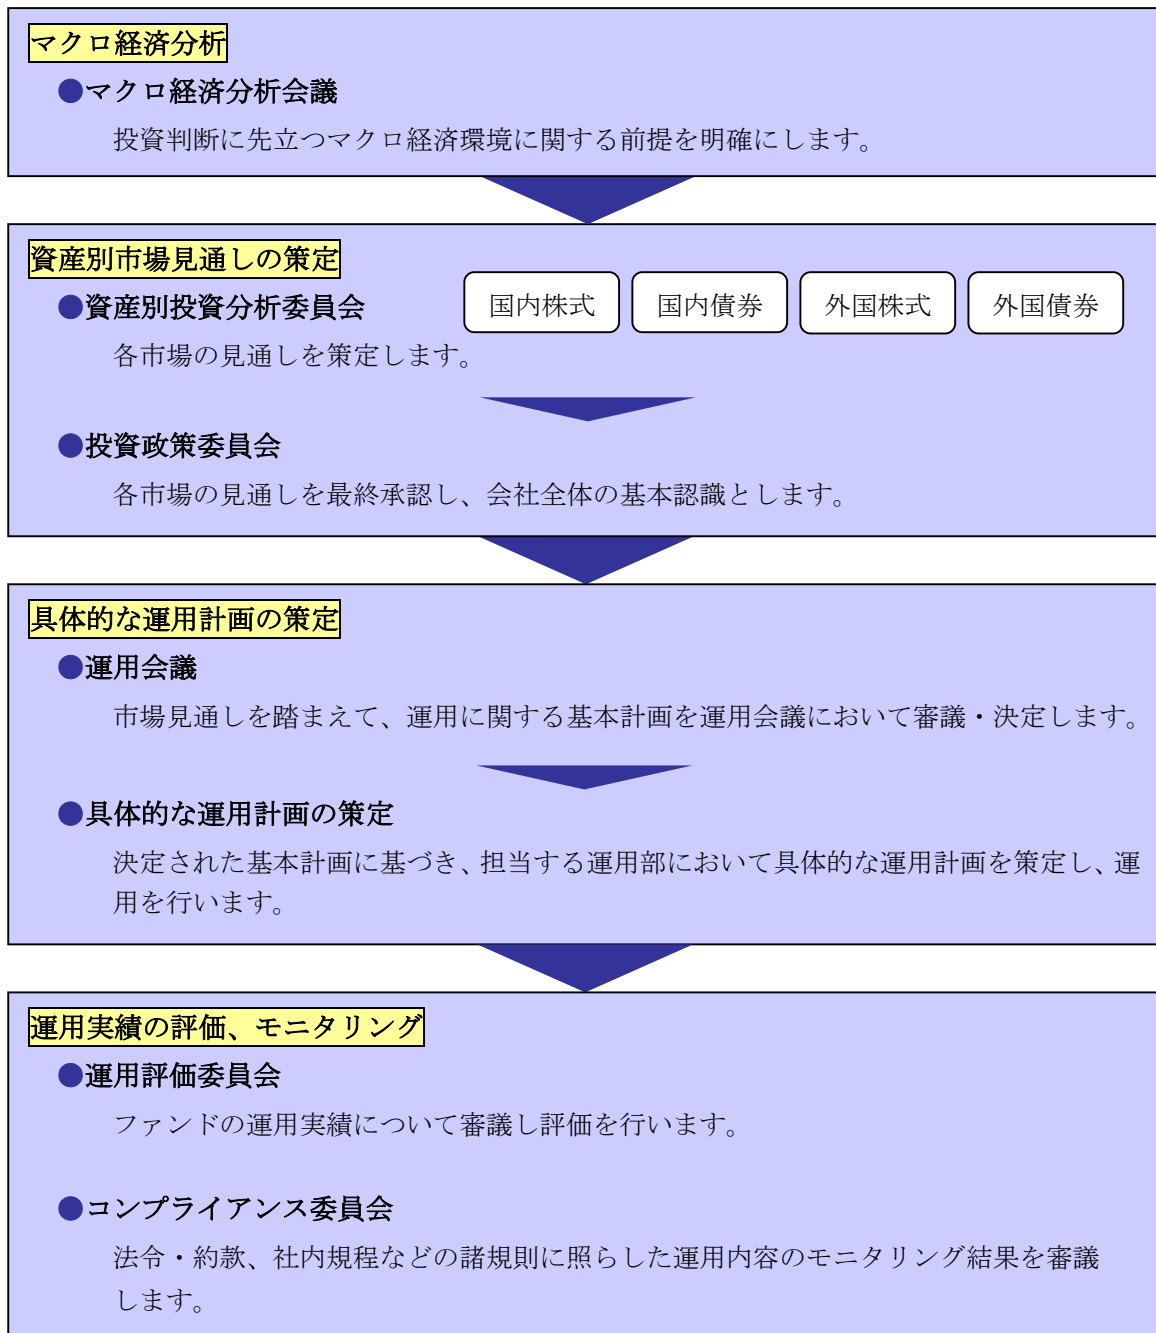 マクロ経済分析
●マクロ経済分析会議
投資判断に先立つマクロ経済環境に関する前提を明確にします。
資産別市場見通しの策定
●資産別投資分析委員会
国内株式
国内債券
外国株式
外国債券
各市場の見通しを策定します。
●投資政策委員会
各市場の見通しを最終承認し、会社全体の基本認識とします。
具体的な運用計画の策定
●運用会議
市場見通しを踏まえて、運用に関する基本計画を運用会議において審議・決定します。
●具体的な運用計画の策定
決定された基本計画に基づき、担当する運用部において具体的な運用計画を策定し、運
用を行います。
運用実績の評価、モニタリング
●運用評価委員会
ファンドの運用実績について審議し評価を行います。
●コンプライアンス委員会
法令・約款、社内規程などの諸規則に照らした運用内容のモニタリング結果を審議
します。